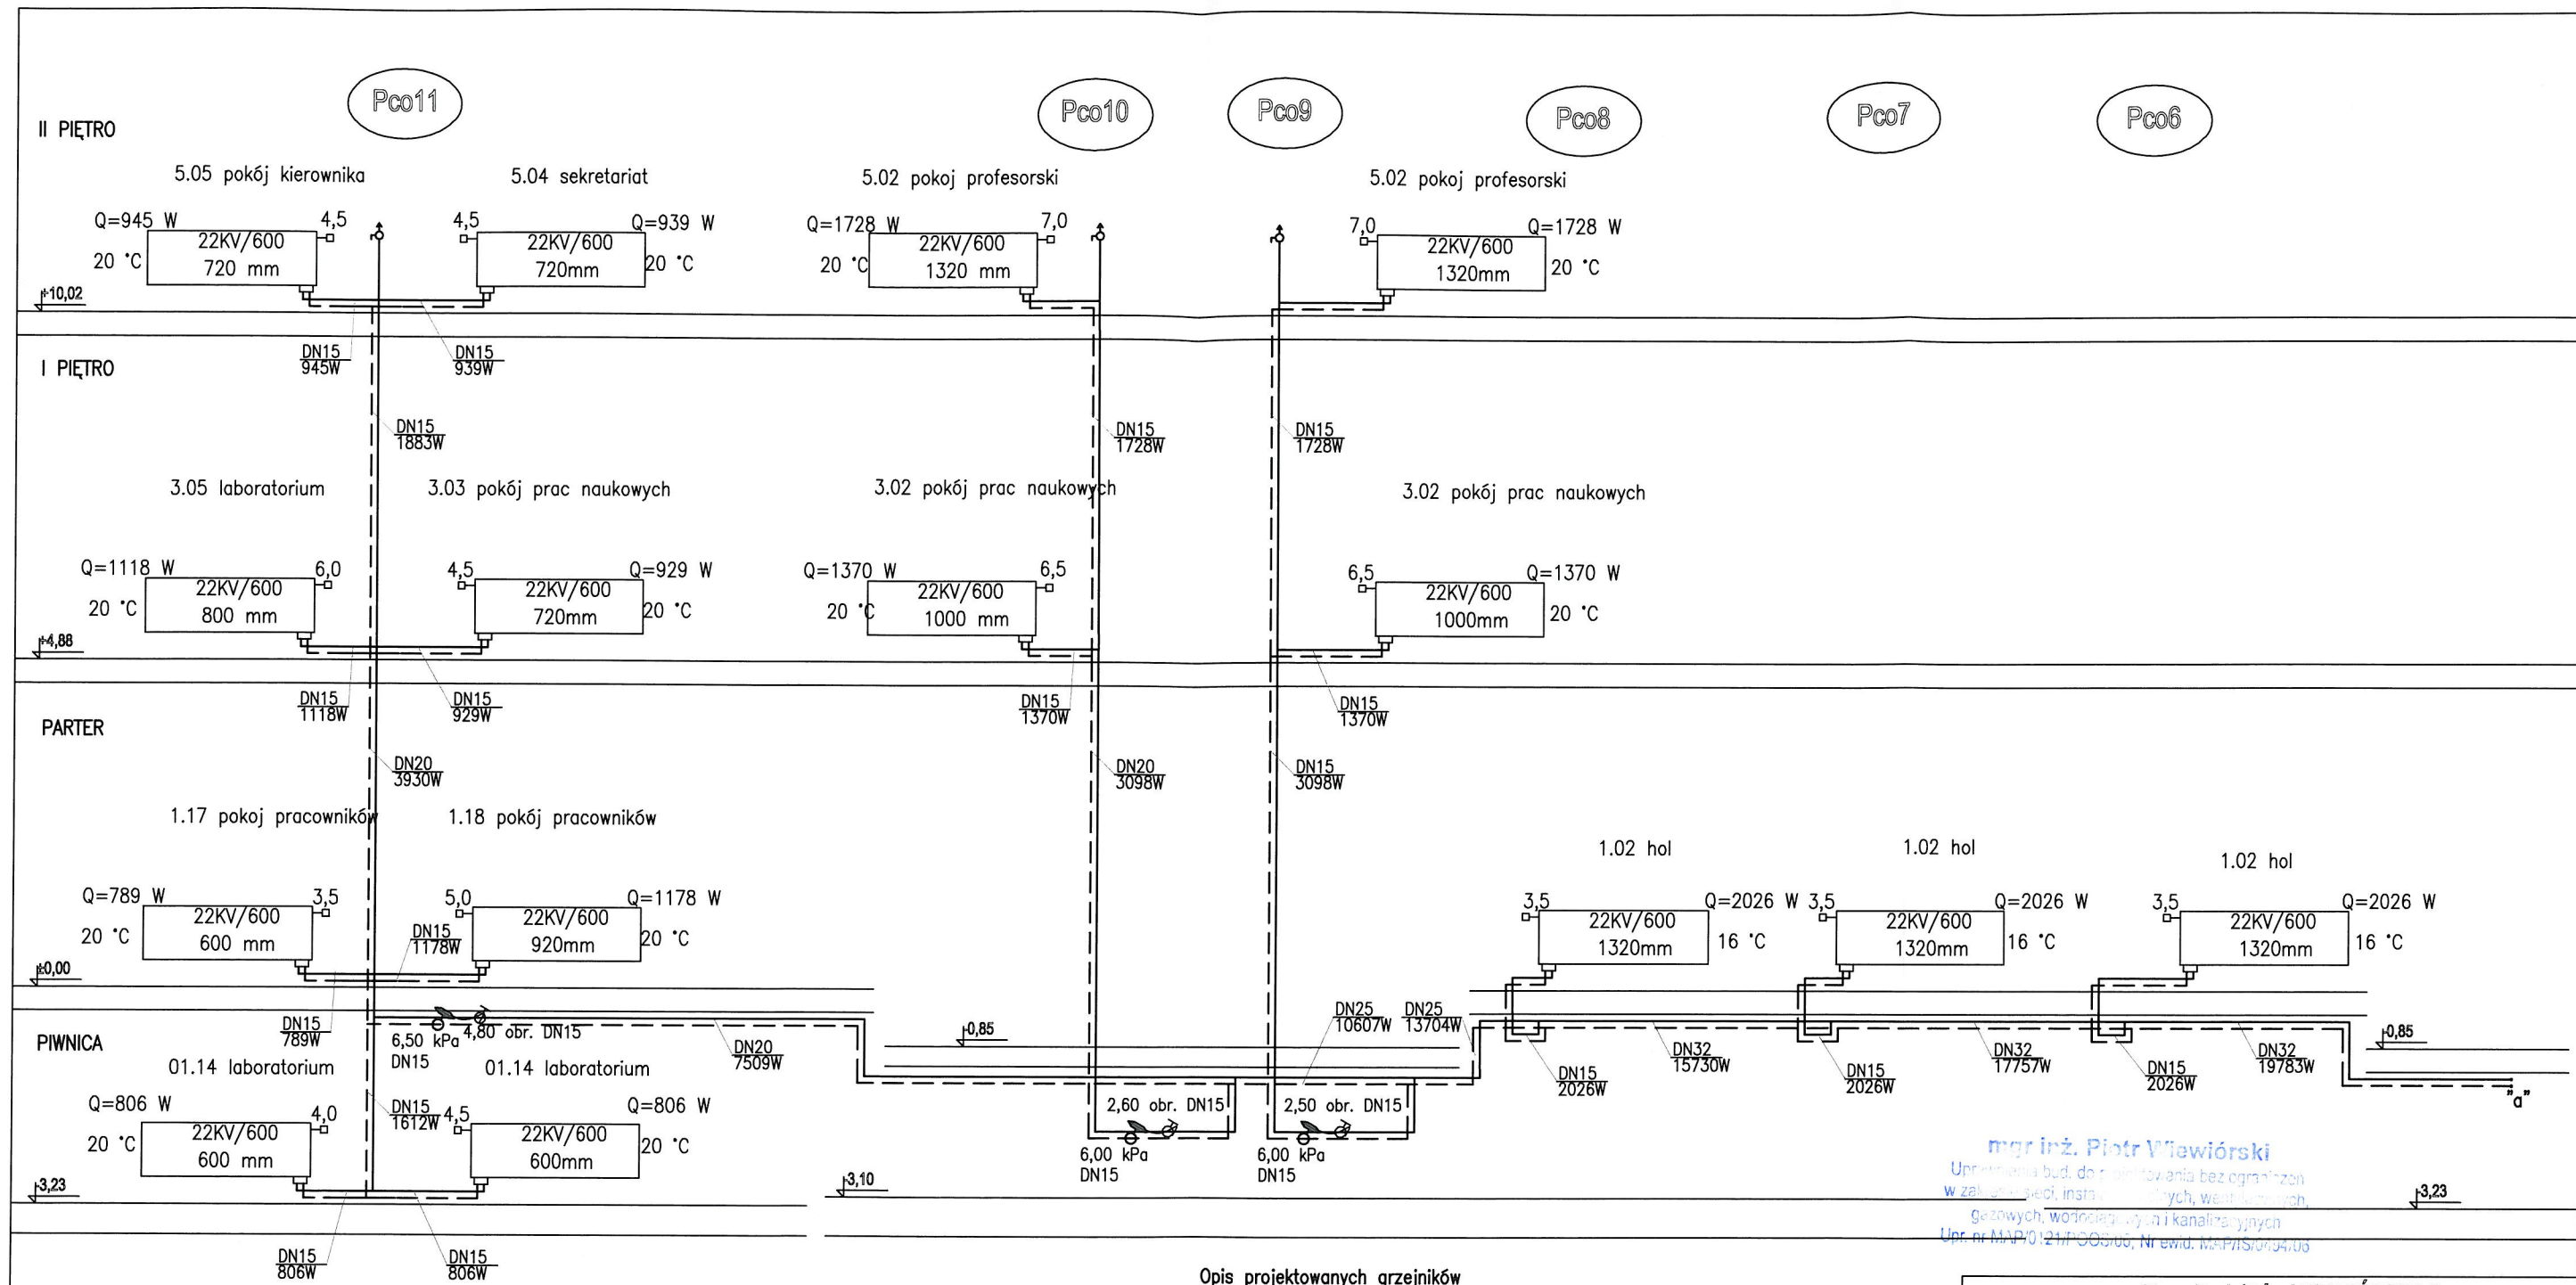 Pco11
Pco10
Pco9
Pco8
Pco7
Pco6
II PIĘTRO
5.05 pokój kierownika
5.04 sekretariat
5.02 pokoj profesorski
5.02 pokoj profesorski
Q=945 W
4,5
4,5
Q=939 W
Q=1728 W
7,0
7,0
Q=1728 W
22KV/600
720 mm
20 °C
22KV/600
720mm
20 °C
22KV/600
1320 mm
20 °C
22KV/600
1320mm
20 °C
+10,02
DN15
945W
DN15
939W
I PIĘTRO
DN15
1883W
DN15
1728W
DN15
1728W
3.05 laboratorium
3.03 pokój prac naukowych
3.02 pokój prac naukowych
3.02 pokój prac naukowych
Q=1118 W
6,0
4,5
Q=929 W
Q=1370 W
6,5
6,5
Q=1370 W
22KV/600
800 mm
20 °C
22KV/600
720mm
20 °C
22KV/600
1000 mm
20 °C
22KV/600
1000mm
20 °C
+4,88
DN15
1118W
DN15
929W
DN15
1370W
DN15
1370W
PARTER
DN20
3930W
DN20
3098W
DN15
3098W
1.17 pokoj pracowników
1.18 pokój pracowników
1.02 hol
1.02 hol
1.02 hol
Q=789 W
3,5
5,0
Q=1178 W
3,5
Q=2026 W
3,5
Q=2026 W
3,5
Q=2026 W
22KV/600
600 mm
20 °C
DN15
1178W
22KV/600
920mm
20 °C
22KV/600
1320mm
16 °C
22KV/600
1320mm
16 °C
22KV/600
1320mm
16 °C
±0,00
DN15
789W
PIWNICA
6,50 kPa
DN15
4,80 obr. DN15
DN20
7509W
-0,85
DN25
10607W
DN25
13704W
DN15
2026W
DN32
15730W
DN15
2026W
DN32
17757W
DN15
2026W
DN32
19783W
-0,85
"a"
01.14 laboratorium
01.14 laboratorium
Q=806 W
4,0
DN15
1612W
4,5
Q=806 W
22KV/600
600 mm
20 °C
22KV/600
600mm
20 °C
2,60 obr. DN15
2,50 obr. DN15
6,00 kPa
DN15
6,00 kPa
DN15
-3,23
-3,10
-3,23
DN15
806W
DN15
806W
mgr inż. Piotr Wiewiórski
bud. do projektowania bez ograniczeń
gazowych, wodociągowych i kanalizacyjnych
Opis projektowanych grzejników